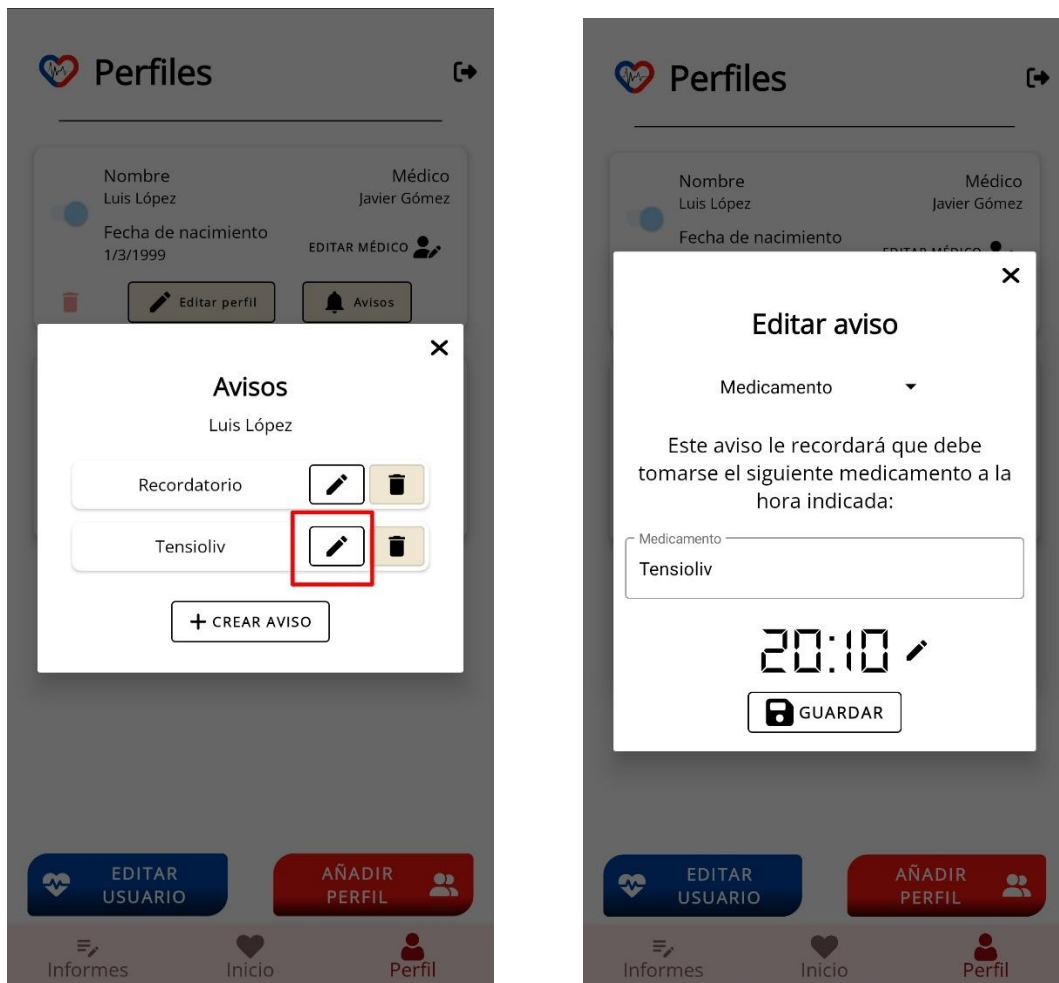 Perfiles
Nombre
Luis López
Médico
Javier Gómez
Fecha de nacimiento
1/3/1999
EDITAR MÉDICO
Editar perfil
Avisos
Avisos
Luis López
Recordatorio
Tensioliv
CREAR AVISO
EDITAR
USUARIO
AÑADIR
PERFIL
Informes
Inicio
Perfil
Perfiles
Nombre
Luis López
Médico
Javier Gómez
Fecha de nacimiento
EDITAR MÉDICO
Editar aviso
Medicamento
Este aviso le recordará que debe
tomarse el siguiente medicamento a la
hora indicada:
Medicamento
Tensioliv
20:10
GUARDAR
EDITAR
USUARIO
AÑADIR
PERFIL
Informes
Inicio
Perfil